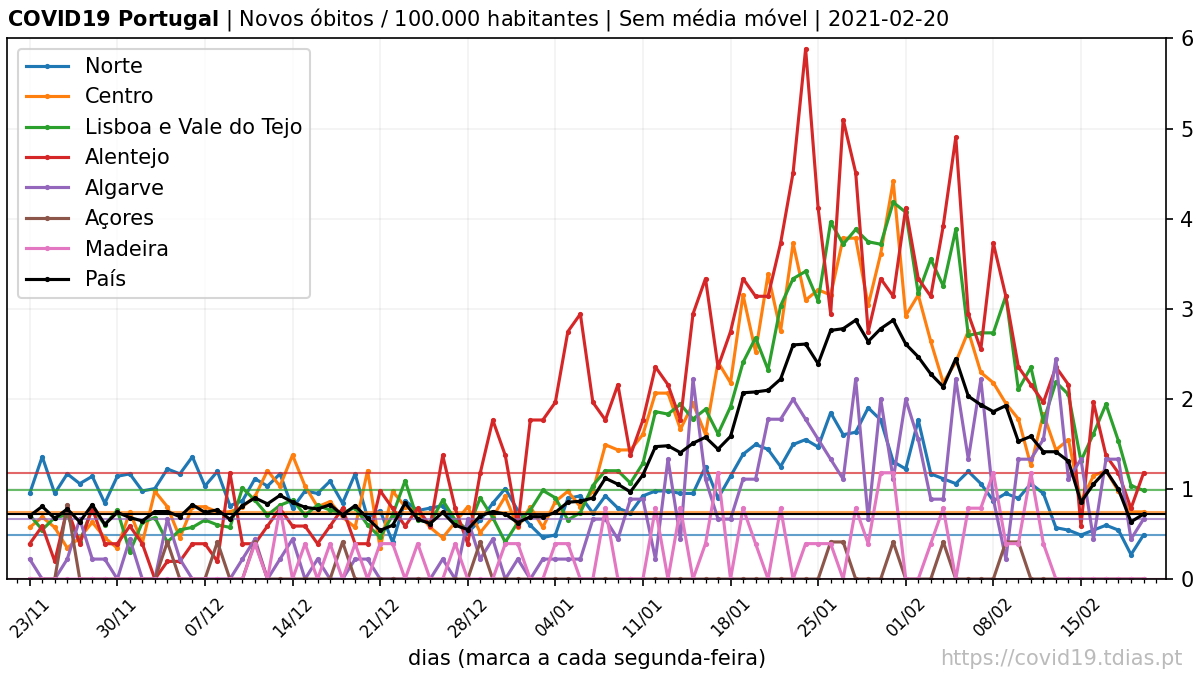 COVID19 Portugal | Novos óbitos / 100.000 habitantes | Sem média móvel | 2021-02-20
Norte
Centro
Lisboa e Vale do Tejo
Alentejo
Algarve
Açores
Madeira
País
6
5
4
3
2
1
0
23/11 30/11 07/12 14/12 21/12 28/12 04/01 11/01 18/01 25/01 01/02 08/02 15/02
dias (marca a cada segunda-feira)
https://covid19.tdias.pt